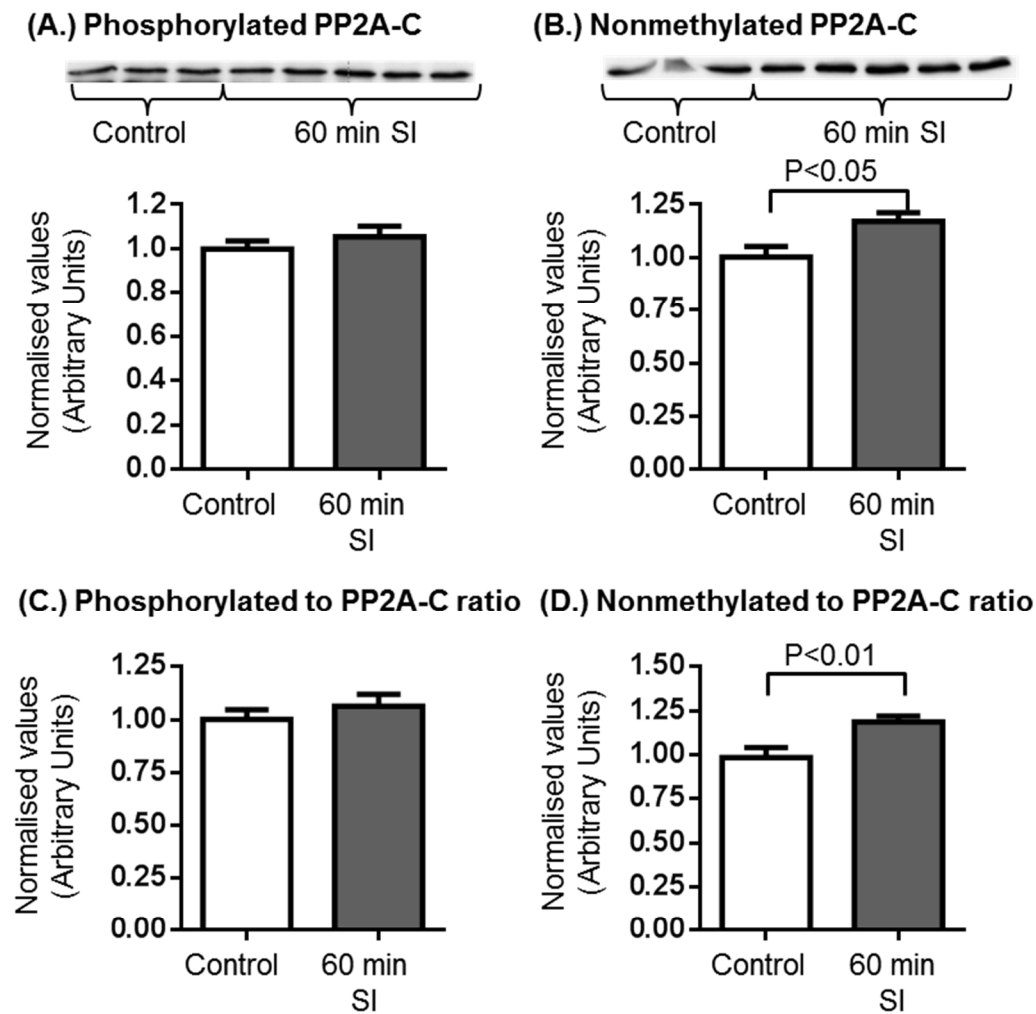 (A.) Phosphorylated PP2A-C
Control
60 min SI
Normalised values
(Arbitrary Units)
1.2
1.0
0.8
0.6
0.4
0.2
0.0
Control
60 min
SI
(B.) Nonmethylated PP2A-C
Control
60 min SI
P<0.05
Normalised values
(Arbitrary Units)
1.25
1.00
0.75
0.50
0.25
0.00
Control
60 min
SI
(C.) Phosphorylated to PP2A-C ratio
Normalised values
(Arbitrary Units)
1.25
1.00
0.75
0.50
0.25
0.00
Control
60 min
SI
(D.) Nonmethylated to PP2A-C ratio
P<0.01
Normalised values
(Arbitrary Units)
1.50
1.25
1.00
0.75
0.50
0.25
0.00
Control
60 min
SI